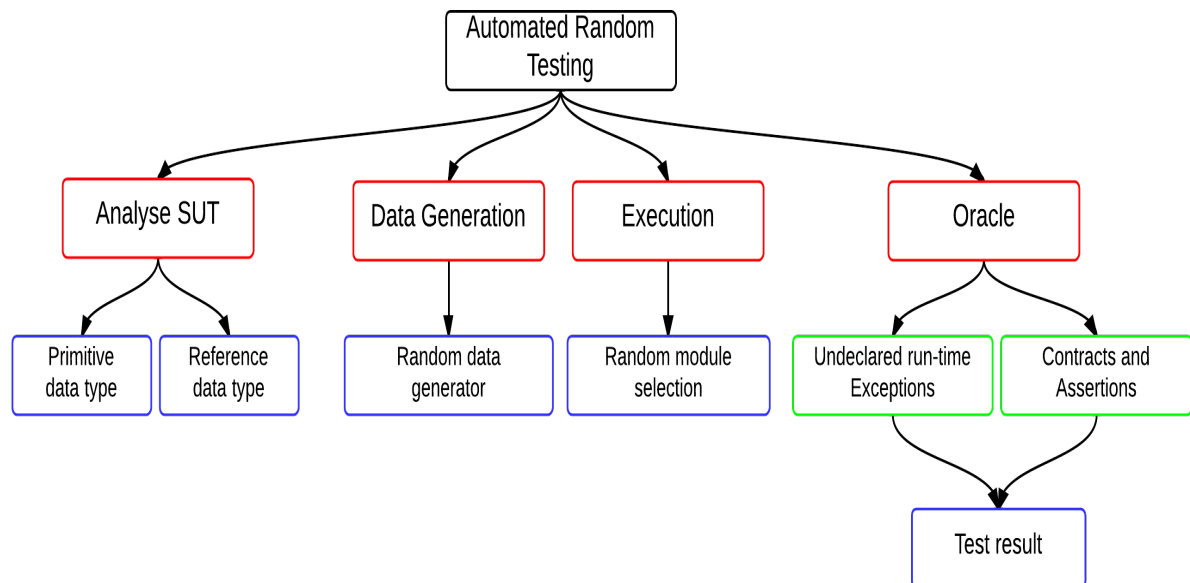 Automated Random
Testing
Analyse SUT
Data Generation
Execution
Oracle
Primitive
data type
Reference
data type
Random data
generator
Random module
selection
Undeclared run-time
Exceptions
Contracts and
Assertions
Test result